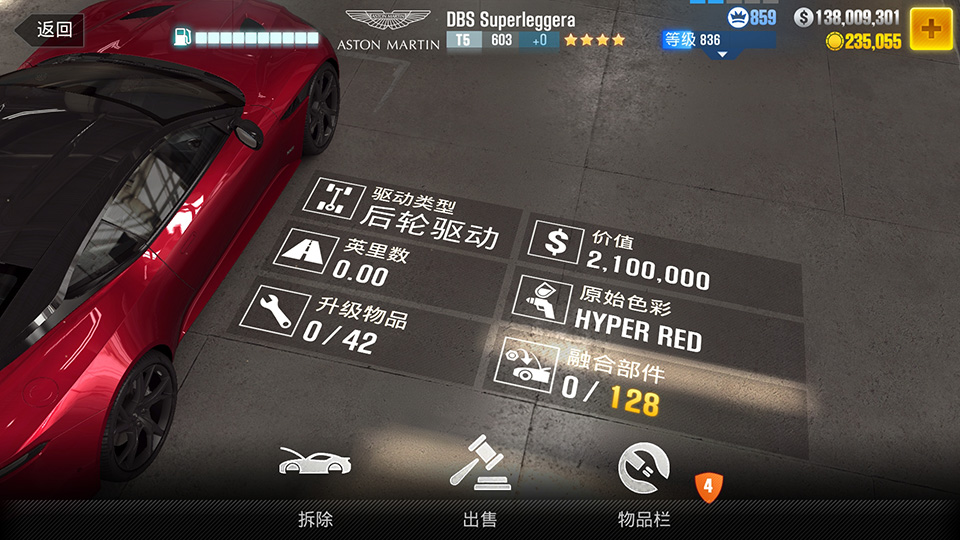 返回
ASTON MARTIN
DBS Superleggera
T5 603 +0
859
138,009,301
等级 836
235,055
驱动类型
后轮驱动
英里数
0.00
升级物品
0/42
价值
2,100,000
原始色彩
HYPER RED
融合部件
0/128
4
拆除
出售
物品栏